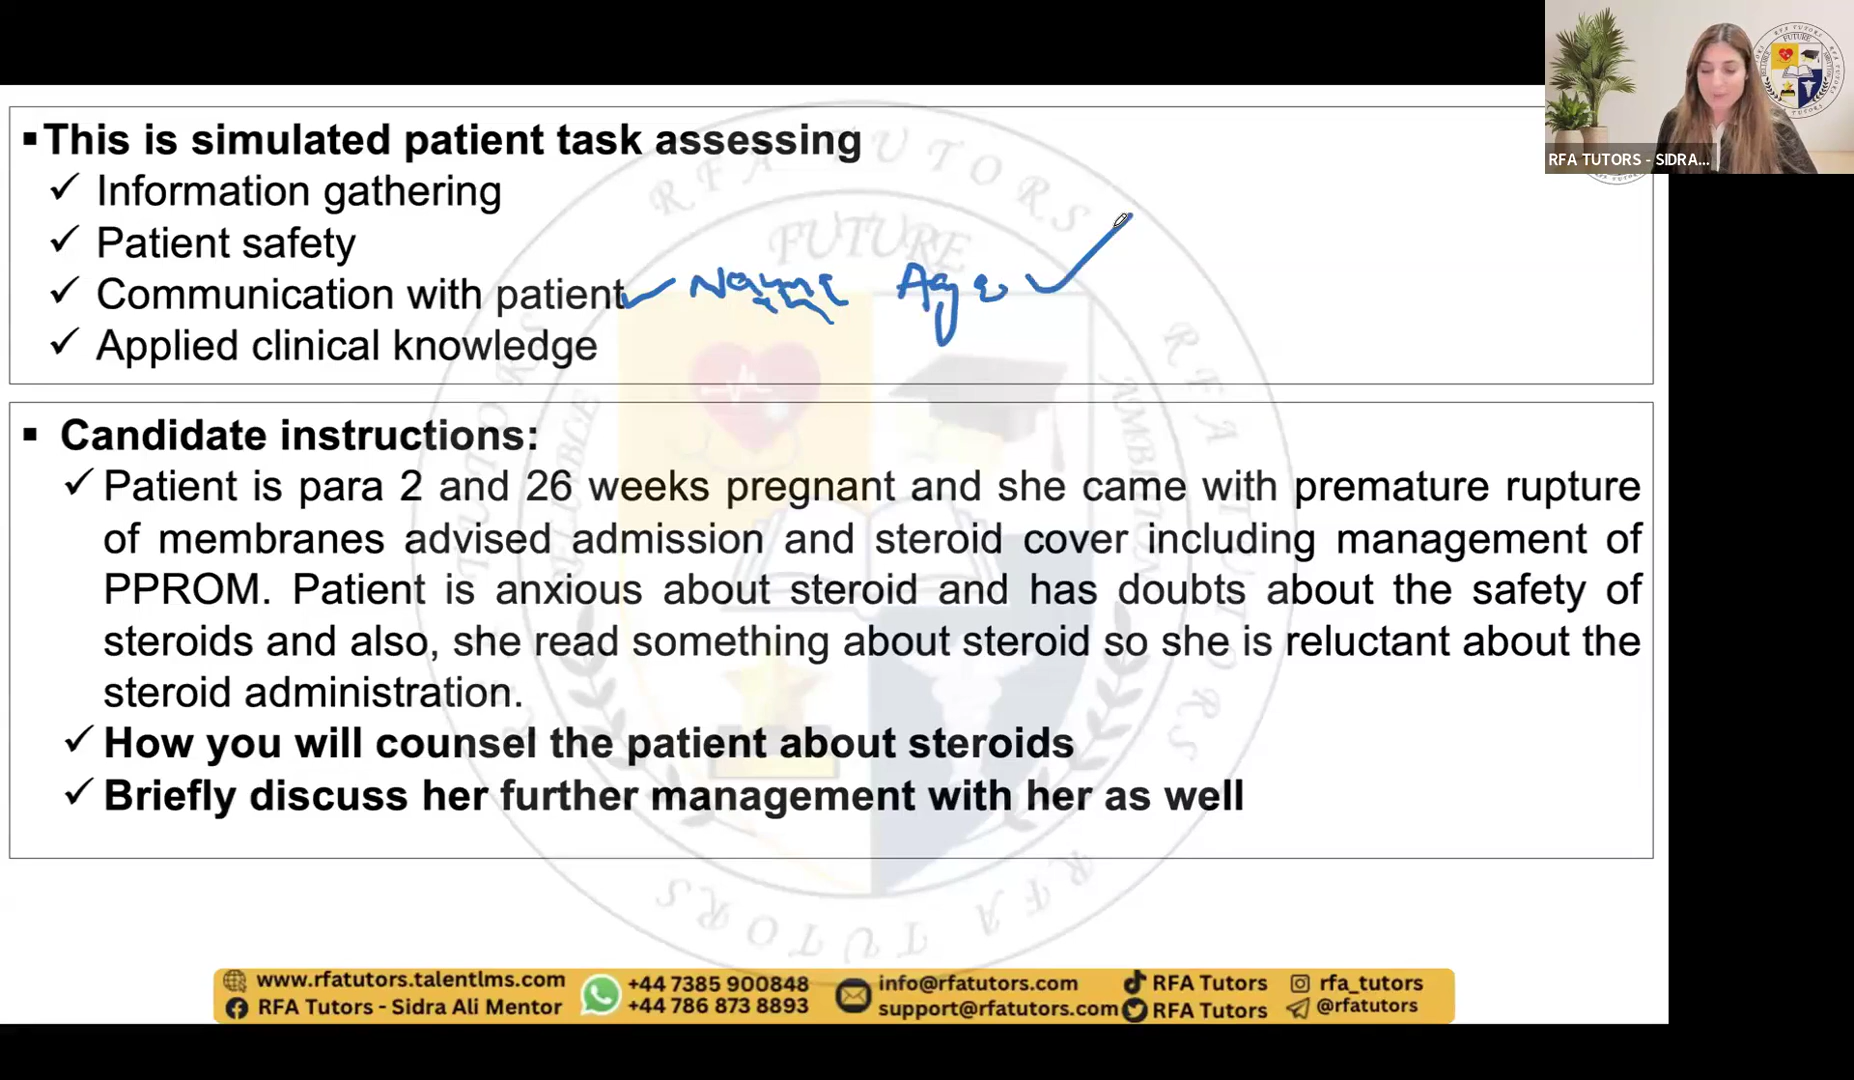 ▪This is simulated patient task assessing
✓ Information gathering
✓ Patient safety
✓ Communication with patient ✓ Name Age ✓
✓ Applied clinical knowledge
▪ Candidate instructions:
✓ Patient is para 2 and 26 weeks pregnant and she came with premature rupture
of membranes advised admission and steroid cover including management of
PPROM. Patient is anxious about steroid and has doubts about the safety of
steroids and also, she read something about steroid so she is reluctant about the
steroid administration.
✓ How you will counsel the patient about steroids
✓ Briefly discuss her further management with her as well
RFA TUTORS - SIDRA...
RFA TUTORS
FUTURE
AMBITION
RFA TUTORS
www.rfatutors.talentlms.com
RFA Tutors - Sidra Ali Mentor
+44 7385 900848
+44 786 873 8893
info@rfatutors.com
support@rfatutors.com
RFA Tutors
RFA Tutors
rfa_tutors
@rfatutors